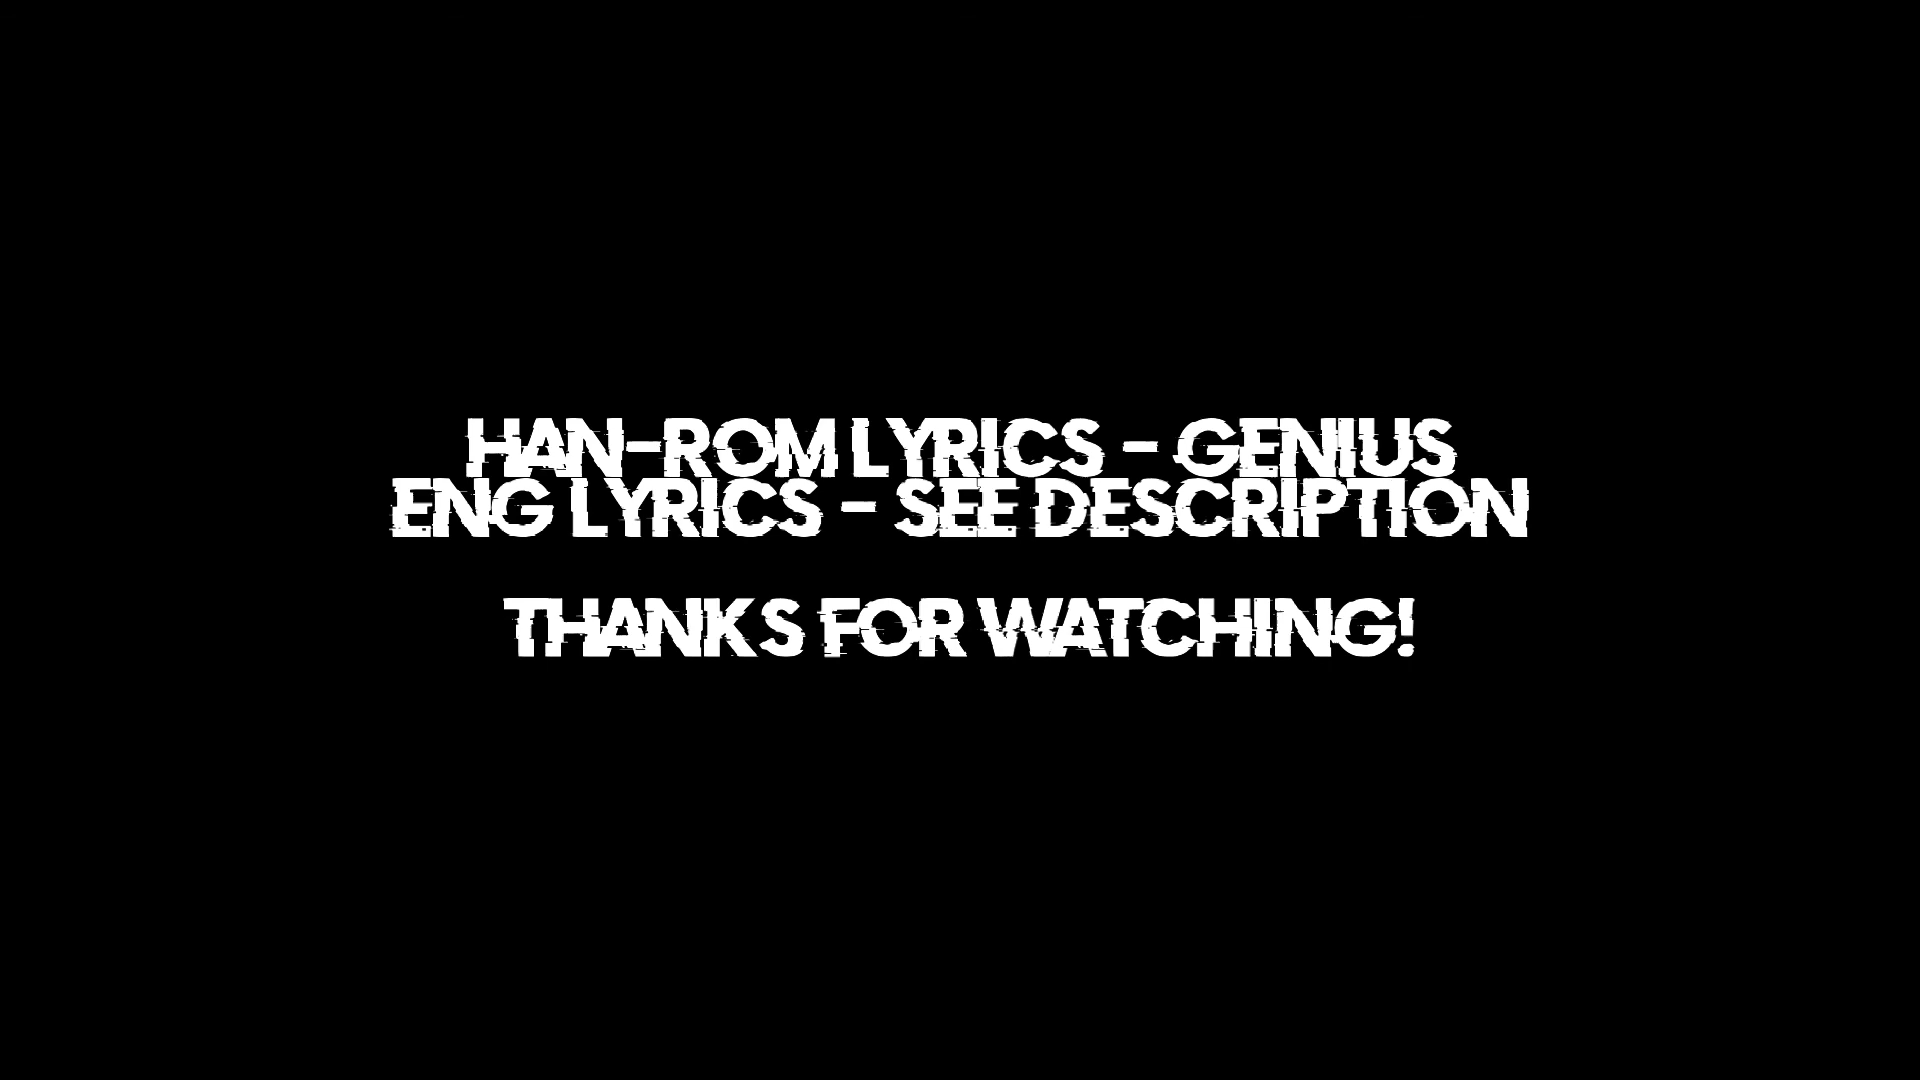 HAN-ROM LYRICS - GENIUS
ENG LYRICS - SEE DESCRIPTION
THANKS FOR WATCHING!